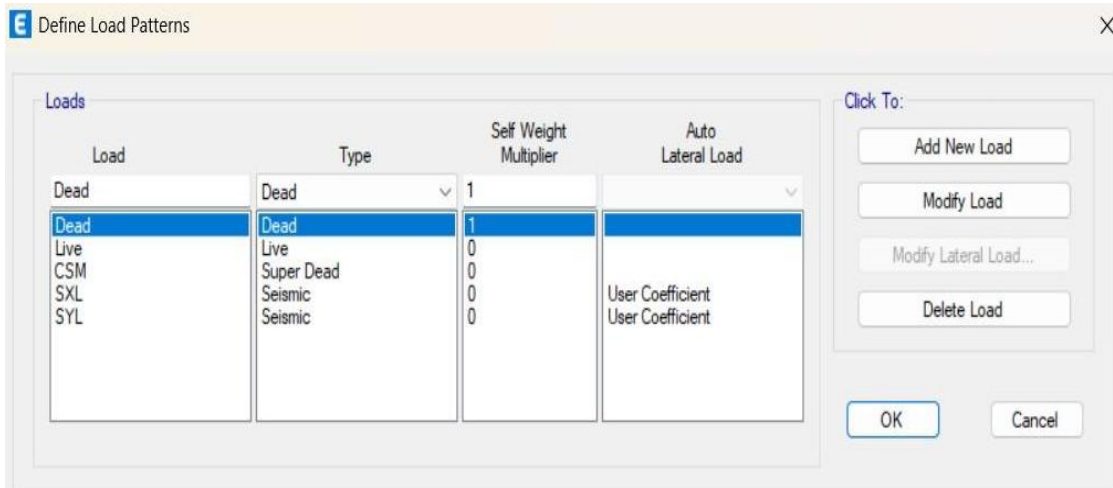 E Define Load Patterns X
Loads
Click To:
Load Type Self Weight Multiplier Auto Lateral Load
Dead Dead 1
Dead Dead 1
Live Live 0
CSM Super Dead 0
SXL Seismic 0 User Coefficient
SYL Seismic 0 User Coefficient
Add New Load
Modify Load
Modify Lateral Load...
Delete Load
OK Cancel